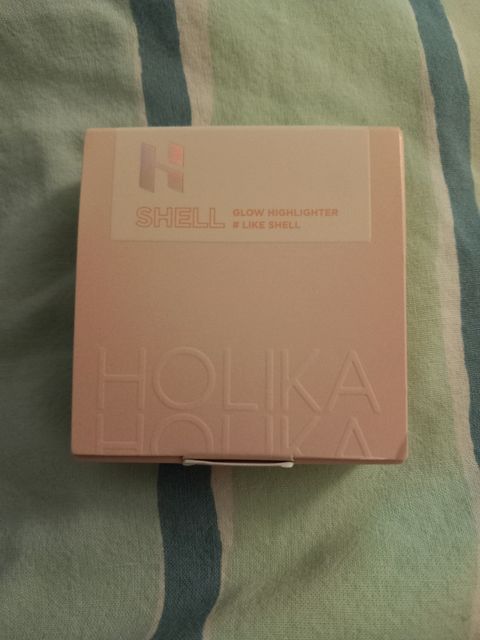 H
SHELL GLOW HIGHLIGHTER
# LIKE SHELL
HOLIKA
HOLIKA